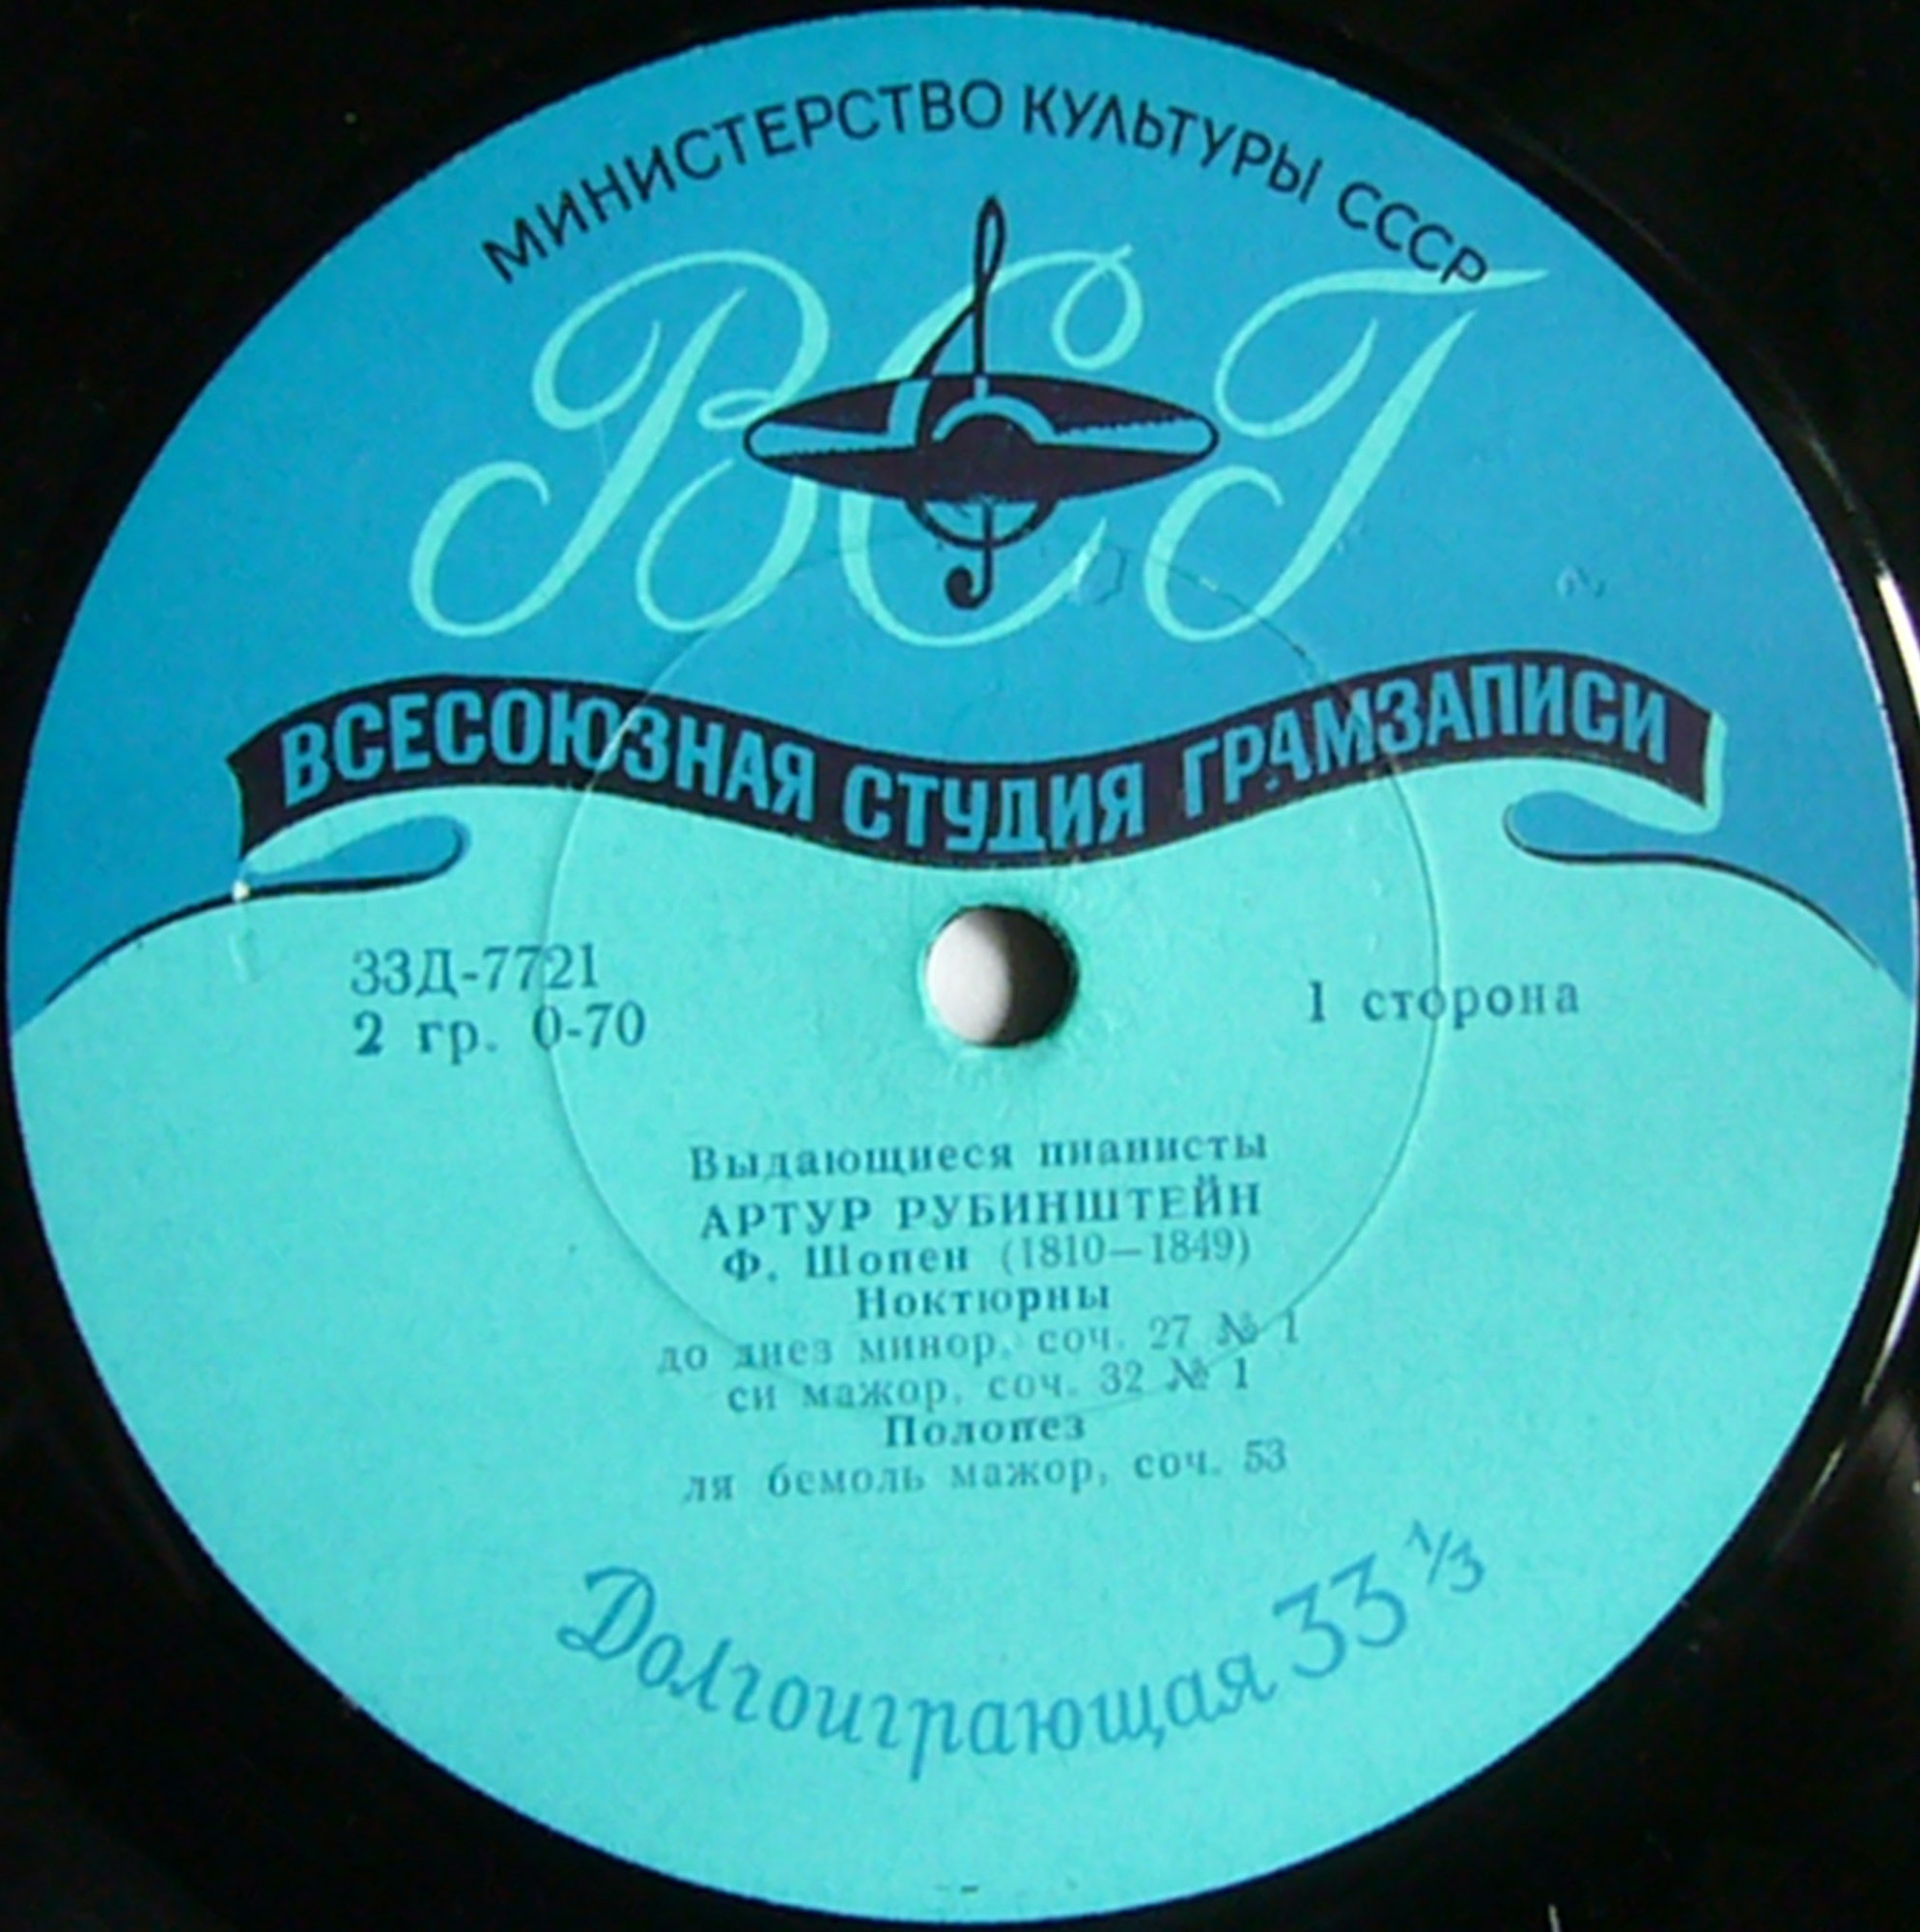 МИНИСТЕРСТВО КУЛЬТУРЫ СССР
ВСГ
ВСЕСОЮЗНАЯ СТУДИЯ ГРАМЗАПИСИ
33Д-7721
2 гр. 0-70
1 сторона
Выдающиеся пианисты
АРТУР РУБИНШТЕЙН
Ф. Шопен (1810—1849)
Ноктюрны
до диез минор, соч. 27 № 1
си мажор, соч. 32 № 1
Полонез
ля бемоль мажор, соч. 53
Долгоиграющая 33 1/3